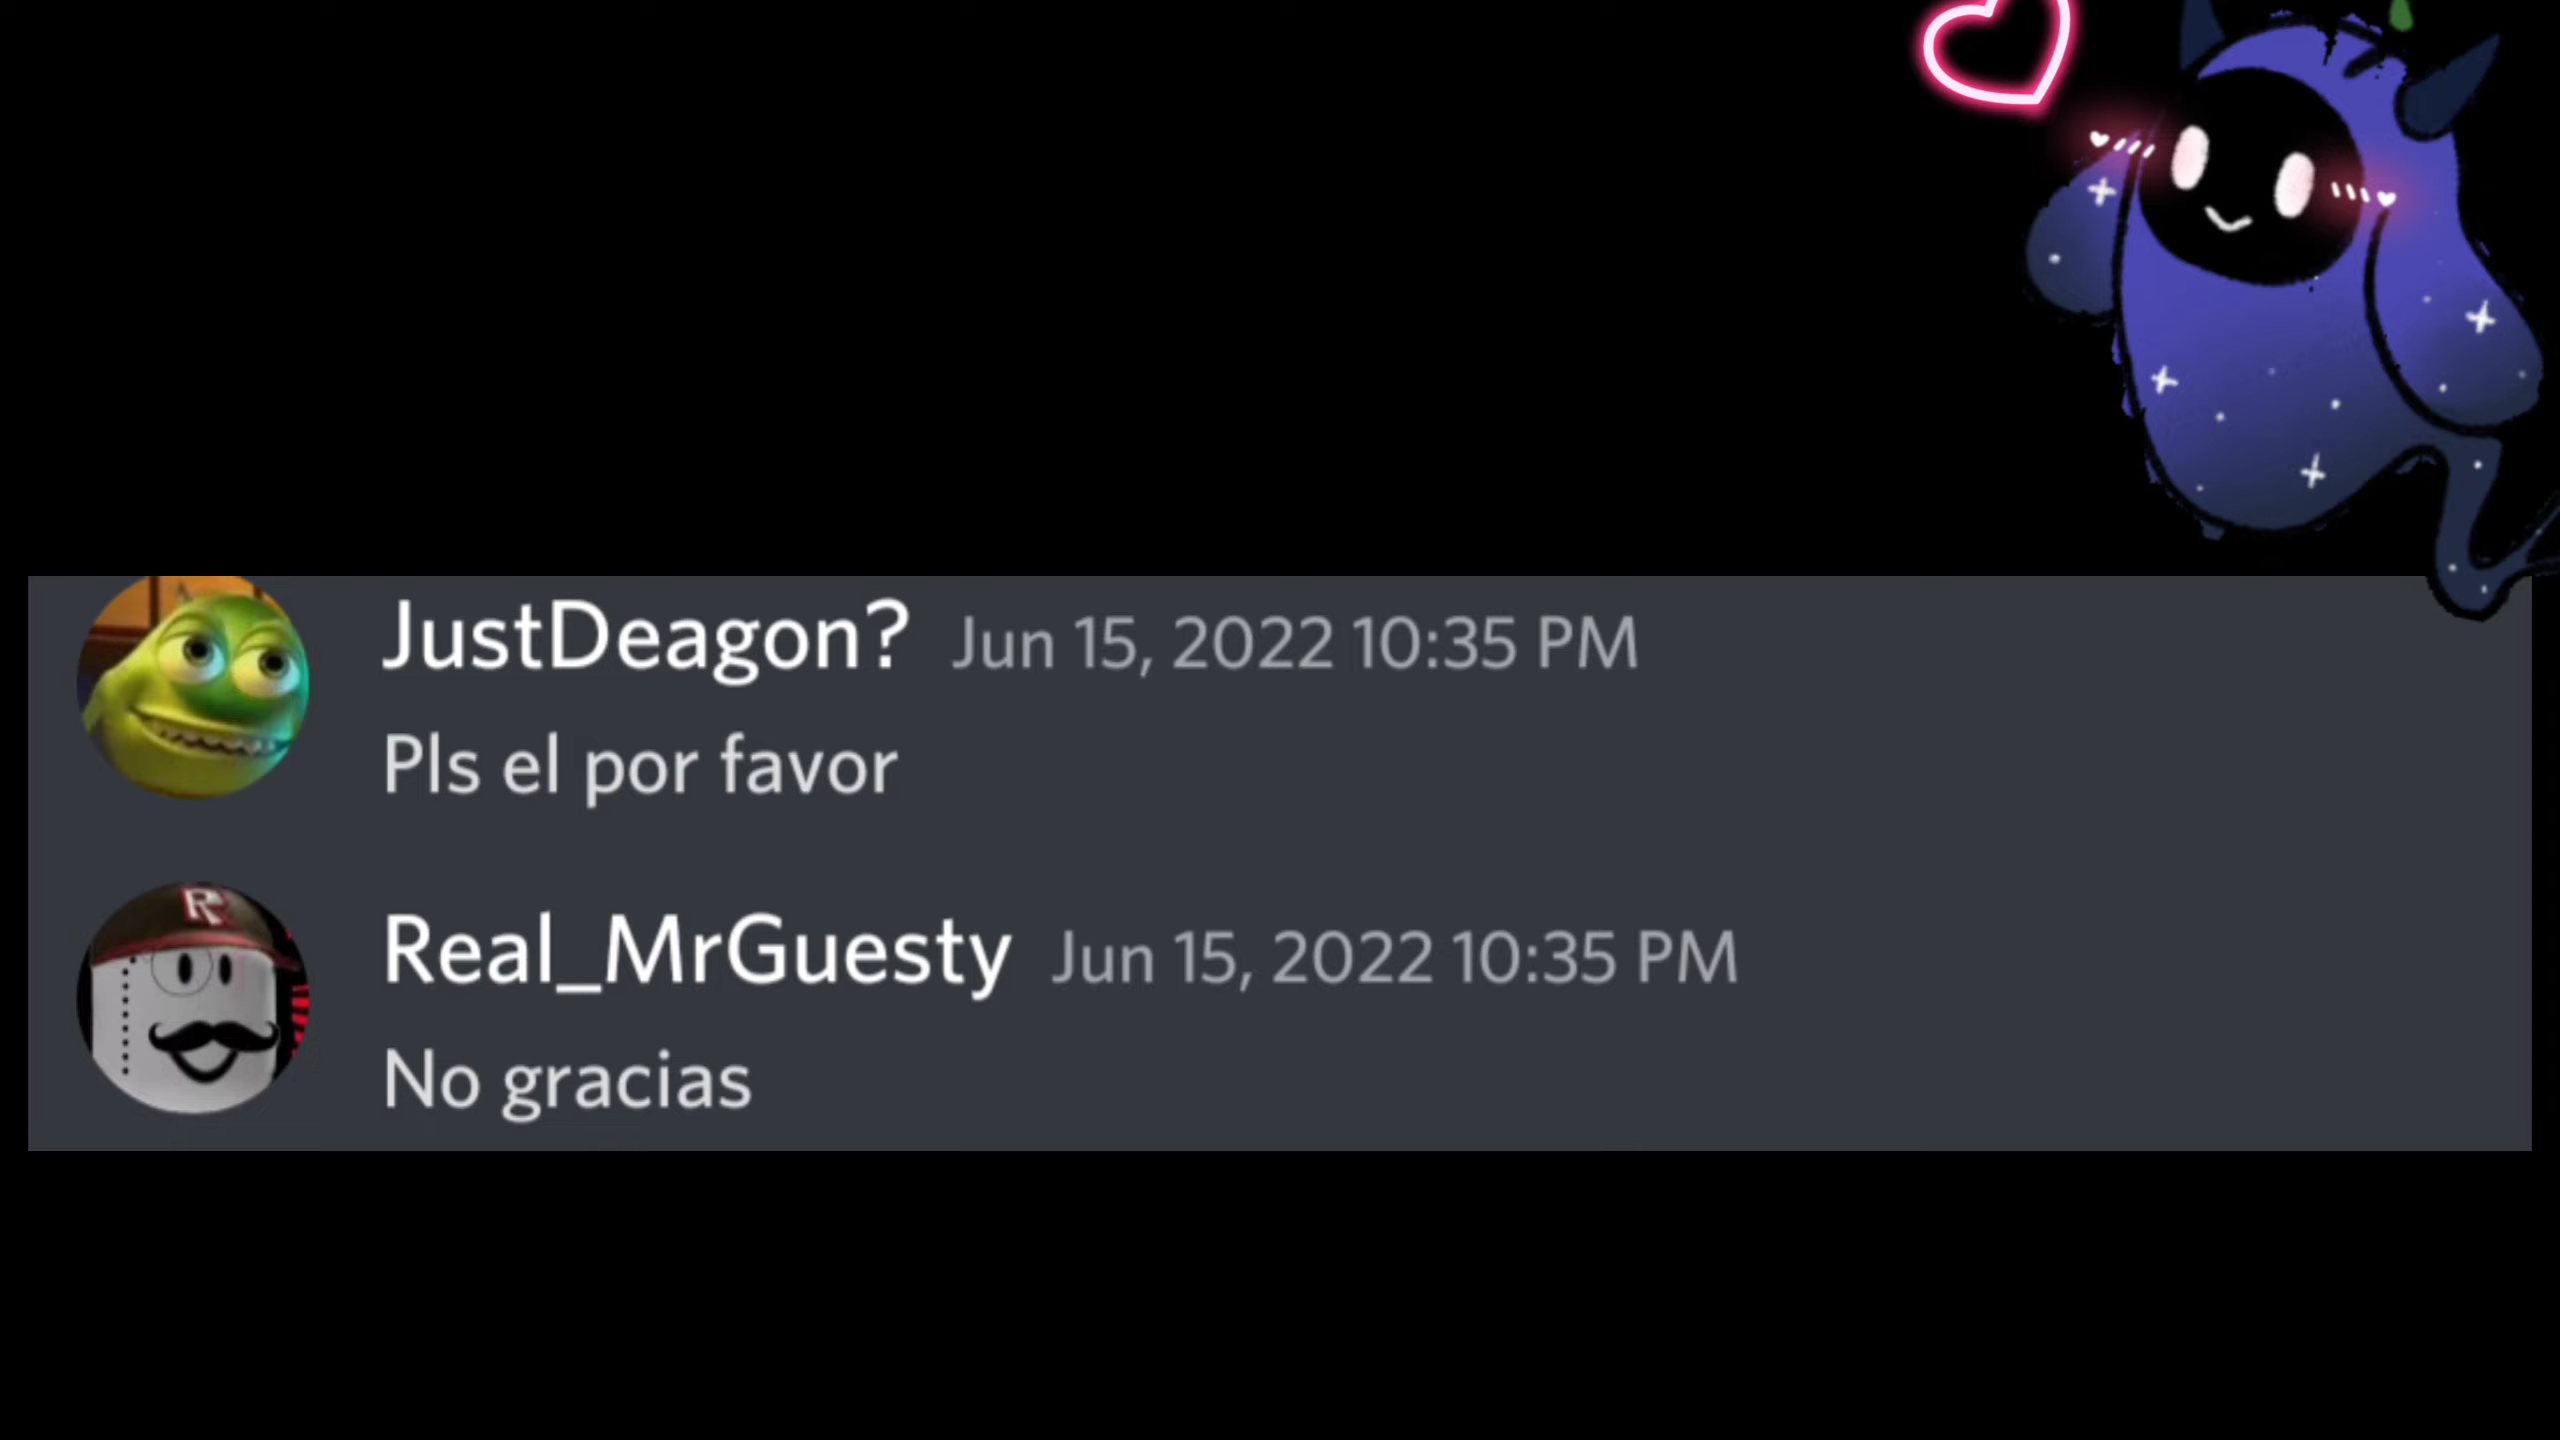 JustDeagon? Jun 15, 2022 10:35 PM
Pls el por favor
R
Real_MrGuesty Jun 15, 2022 10:35 PM
No gracias